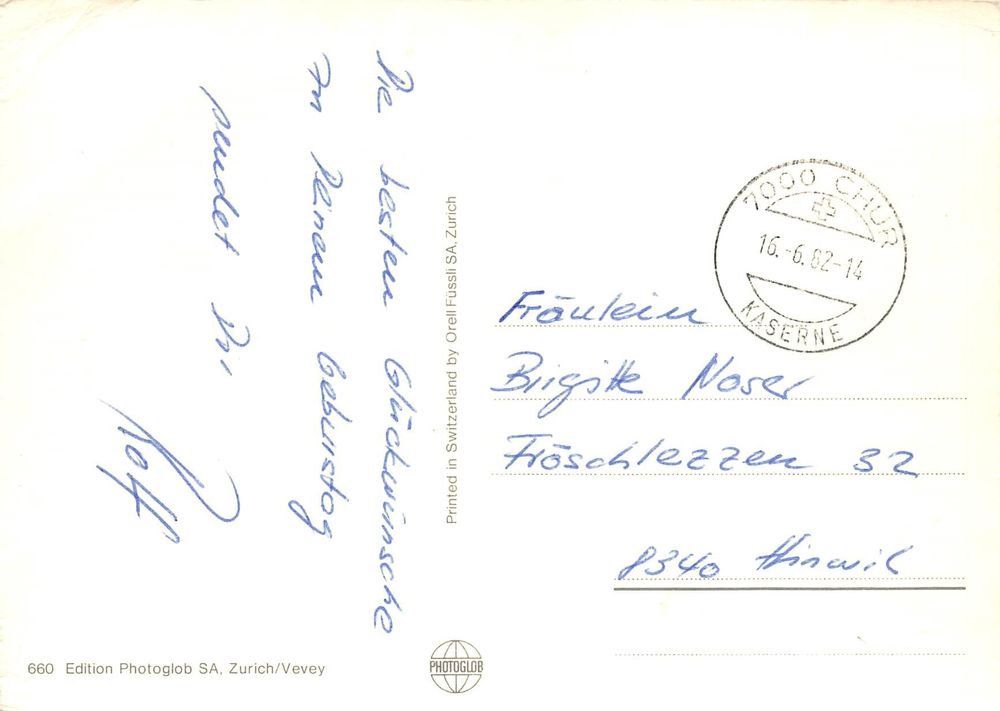 Die besten Glückwünsche
zu Deinem Geburtstag
sendet Dir
Rolf
Printed in Switzerland by Orell Füssli SA, Zurich
7000 CHUR
16.-6.82-14
KASERNE
Fräulein
Birgitte Noser
Fröschlezzen 32
8340 Hinwil
660 Edition Photoglob SA, Zurich/Vevey
PHOTOGLOB